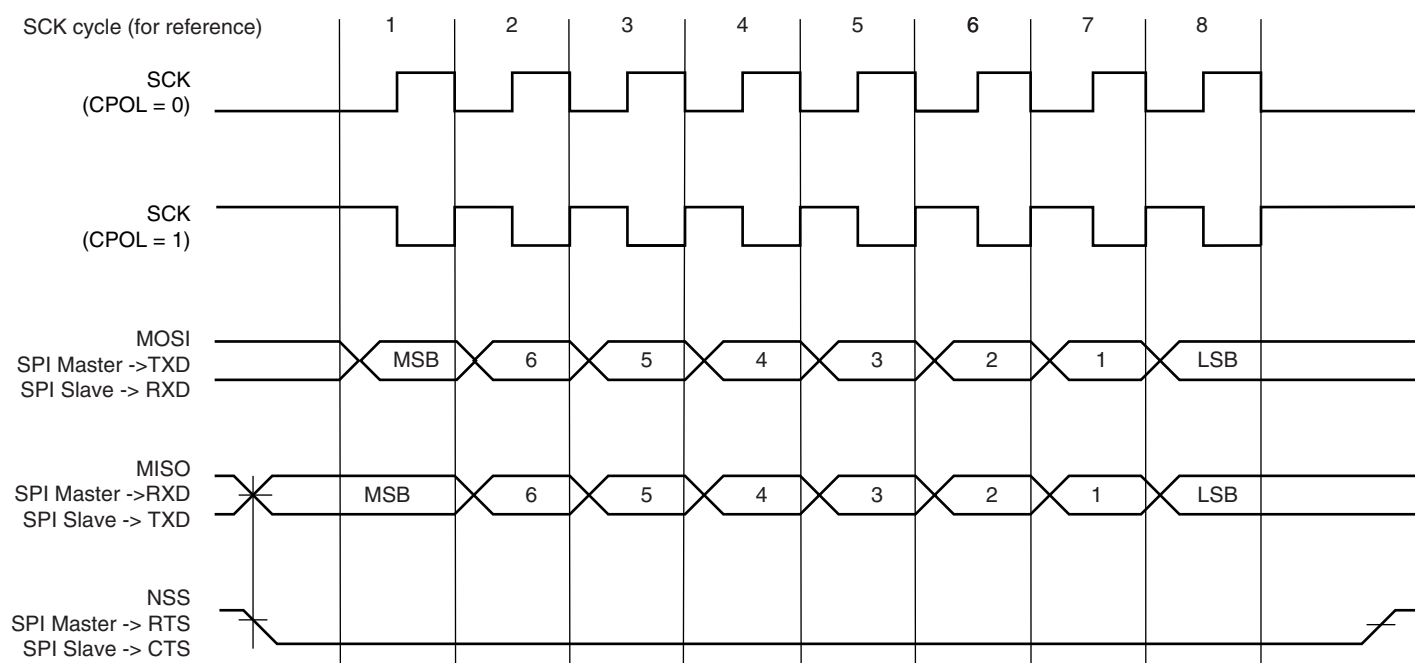 SCK cycle (for reference) 1 2 3 4 5 6 7 8
SCK
(CPOL = 0)
SCK
(CPOL = 1)
MOSI
SPI Master ->TXD
SPI Slave -> RXD
MSB 6 5 4 3 2 1 LSB
MISO
SPI Master ->RXD
SPI Slave -> TXD
MSB 6 5 4 3 2 1 LSB
NSS
SPI Master -> RTS
SPI Slave -> CTS